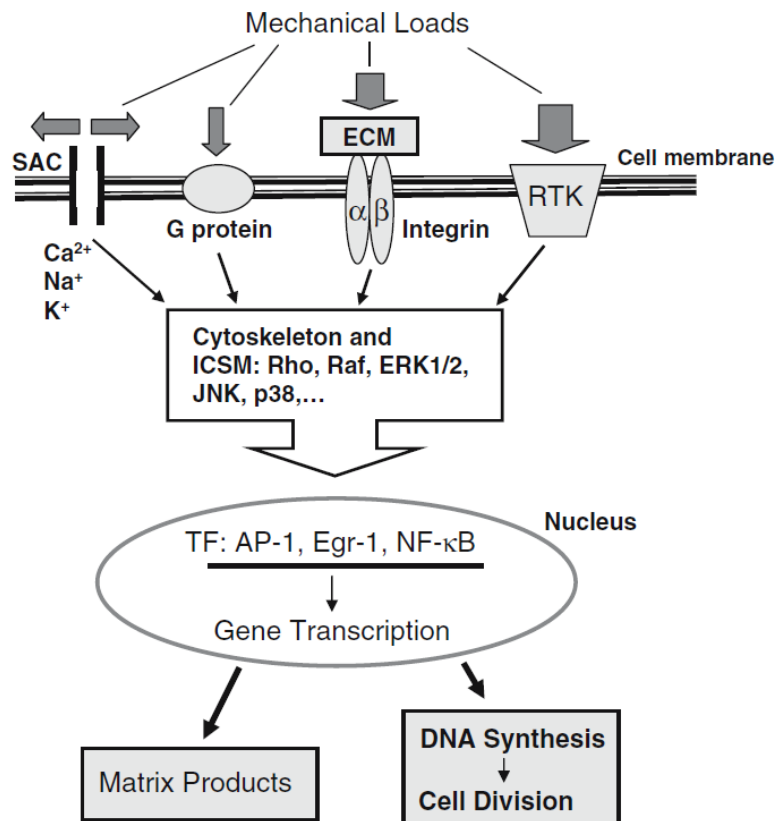 Mechanical Loads
ECM
SAC
Cell membrane
α β
RTK
G protein
Integrin
Ca²⁺
Na⁺
K⁺
Cytoskeleton and
ICSM: Rho, Raf, ERK1/2,
JNK, p38,...
Nucleus
TF: AP-1, Egr-1, NF-κB
Gene Transcription
DNA Synthesis
Matrix Products
Cell Division